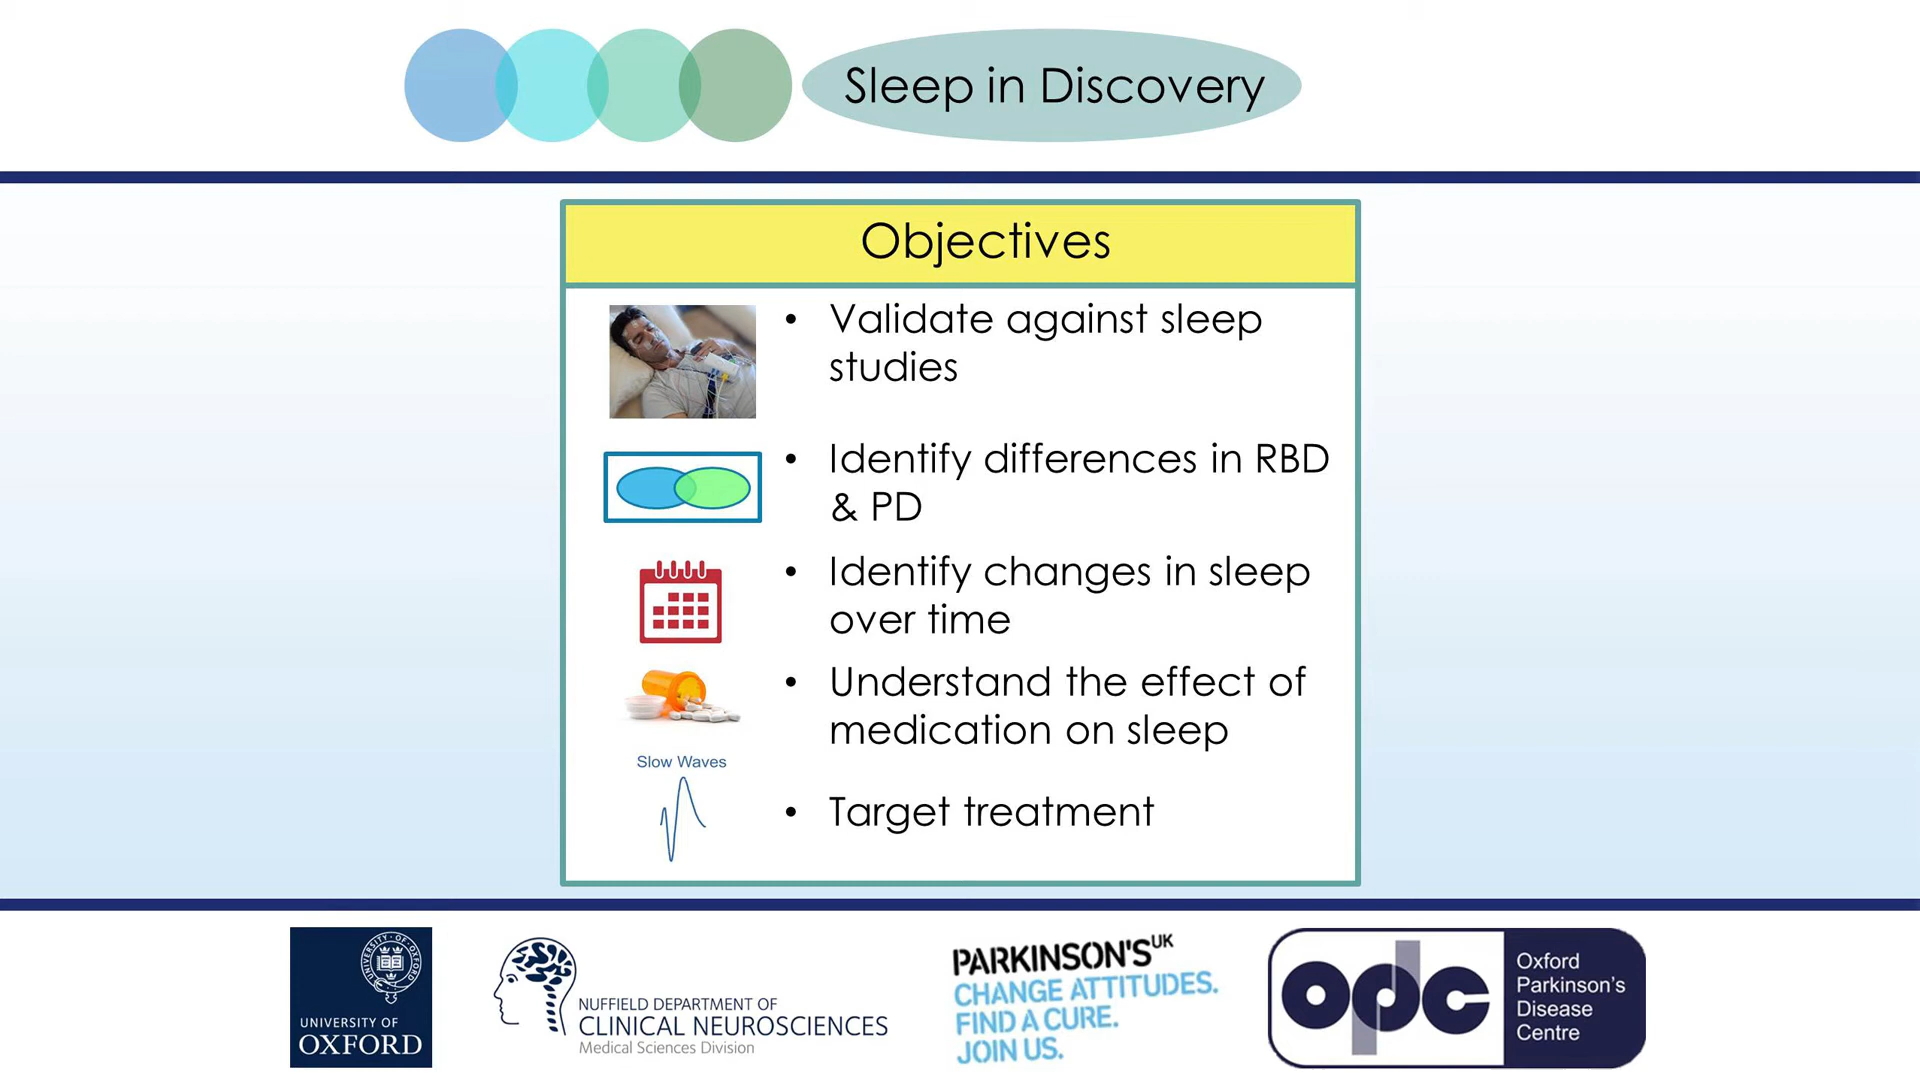 Sleep in Discovery
Objectives
• Validate against sleep
studies
• Identify differences in RBD
& PD
• Identify changes in sleep
over time
• Understand the effect of
medication on sleep
Slow Waves
• Target treatment
UNIVERSITY OF
OXFORD
NUFFIELD DEPARTMENT OF
CLINICAL NEUROSCIENCES
Medical Sciences Division
PARKINSON'S UK
CHANGE ATTITUDES.
FIND A CURE.
JOIN US.
opdc
Oxford
Parkinson's
Disease
Centre